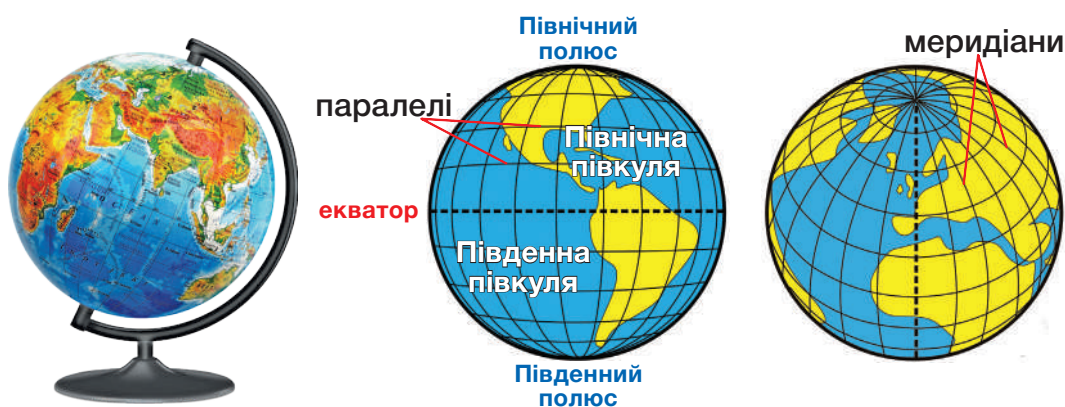 Північний
полюс
меридіани
паралелі
Північна
півкуля
екватор
Південна
півкуля
Південний
полюс